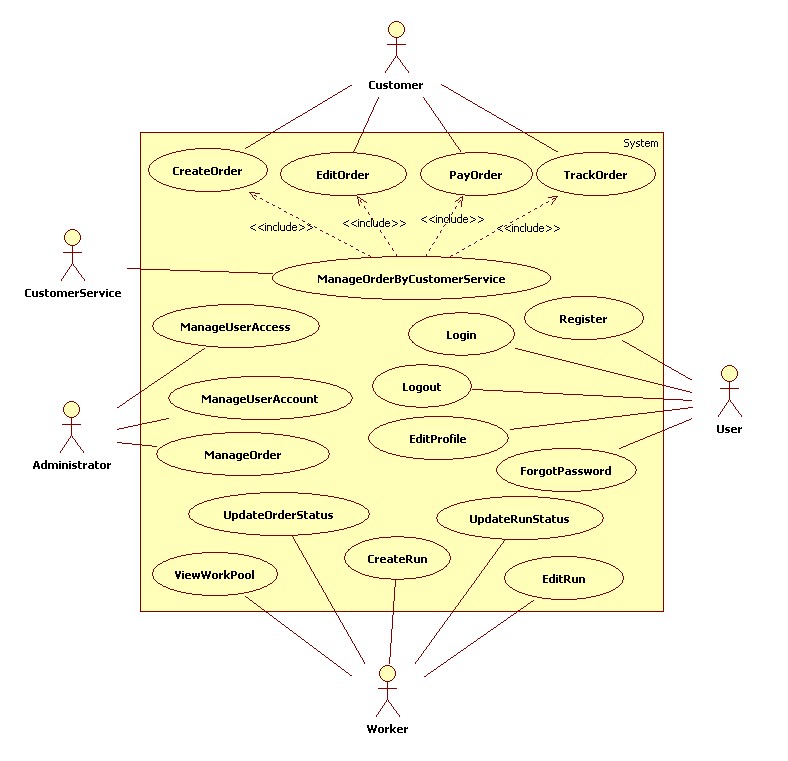 Customer
System
CreateOrder
EditOrder
PayOrder
TrackOrder
<<include>>
<<include>>
<<include>>
<<include>>
ManageOrderByCustomerService
CustomerService
ManageUserAccess
Login
Register
Logout
ManageUserAccount
User
EditProfile
ManageOrder
Administrator
ForgotPassword
UpdateOrderStatus
UpdateRunStatus
CreateRun
ViewWorkPool
EditRun
Worker